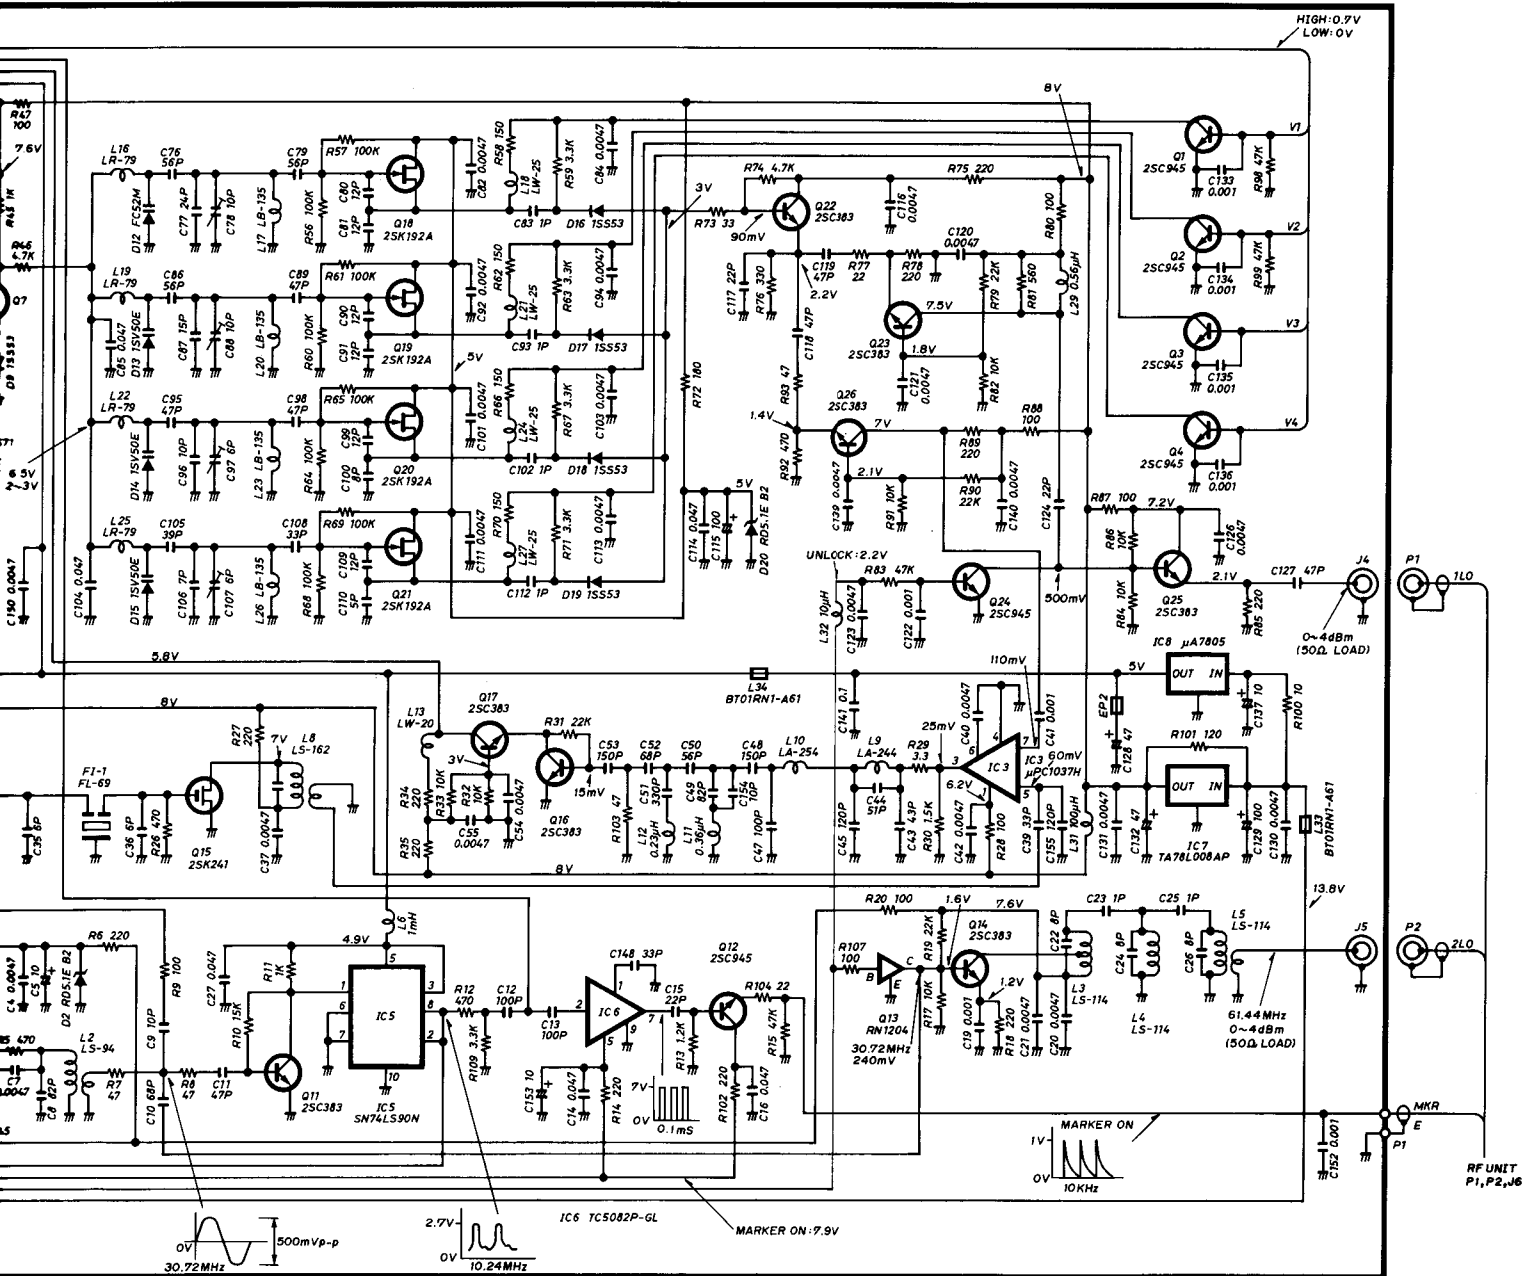 HIGH:0.7V
LOW:0V
8V
R47
100
7.6V
R45 1K
R46
4.7K
Q7
D9 1S553
6.5V
2~3V
C190 0.0047
L16
LR-79
C76
56P
C79
56P
D12 FC52M
C77 24P
C78 10P
L17 LB-135
R57 100K
R56 100K
C80
12P
C81
12P
Q18
2SK192A
C82 0.0047
R58 150
L18
LW-25
R59 3.3K
C84 0.0047
C83 1P
D16 1SS53
3V
R73 33
R74 4.7K
90mV
Q22
2SC383
C116
0.0047
R75 220
R80 100
Q1
2SC945
V1
C133
0.001
R98 47K
Q2
2SC945
V2
C134
0.001
R99 47K
Q3
2SC945
V3
C135
0.001
Q4
2SC945
V4
C136
0.001
L19
LR-79
C86
56P
C89
47P
C85 0.047
D13 1SV50E
C87 15P
C88 10P
L20 LB-135
R61 100K
R60 100K
C90
12P
C91
12P
Q19
2SK192A
C92 0.0047
R62 150
L21
LW-25
R63 3.3K
C94 0.0047
C93 1P
D17 1SS53
5V
C117 22P
R76 330
2.2V
C119
47P
R77
22
R78
220
C120
0.0047
R79 22K
R81 560
L29 0.56μH
7.5V
Q23
2SC383
1.8V
C121
0.0047
R82 10K
C118 47P
R93 47
1.4V
R92 470
Q26
2SC383
7V
R88
100
R89
220
2.1V
R90
22K
C139 0.0047
R91 10K
C140 0.0047
C124 22P
L22
LR-79
C95
47P
C98
47P
D14 1SV50E
C96 10P
C97 6P
L23 LB-135
R65 100K
R64 100K
C99
12P
C100
8P
Q20
2SK192A
C101 0.0047
R66 150
L24
LW-25
R67 3.3K
C103 0.0047
C102 1P
D18 1SS53
R72 180
L25
LR-79
C105
39P
C108
33P
C104 0.047
D15 1SV50E
C106 7P
C107 6P
L26 LB-135
R69 100K
R68 100K
C109
12P
C110
5P
Q21
2SK192A
C111 0.0047
R70 150
L27
LW-25
R71 3.3K
C113 0.0047
C112 1P
D19 1SS53
5V
C114 0.047
C115 100
D20 RD5.1E B2
UNLOCK:2.2V
R83 47K
L32 10μH
C123 0.0047
C122 0.001
Q24
2SC945
500mV
R87 100
7.2V
R86
10K
C126
0.0047
R84 10K
Q25
2SC383
2.1V
R85 220
C127 47P
J4
P1
1LO
0~4dBm
(50Ω LOAD)
5.8V
L34
BT01RN1-A61
C141 0.1
110mV
5V
IC8 μA7805
OUT IN
EP2
C128 47
C137 10
R100 10
R101 120
OUT IN
IC7
TA78L008AP
C131 0.0047
C132 47
C129 100
C130 0.0047
L33
BT01RN1-A61
13.8V
8V
FI-1
FL-69
C35 6P
C36 6P
R26 470
Q15
2SK241
R27
220
7V
L8
LS-162
C37 0.0047
L13
LW-20
Q17
2SC383
3V
R34
220
R33 10K
R32
10K
C55
0.0047
C54 0.0047
R35
220
8V
R31 22K
Q16
2SC383
15mV
C53
150P
R103 47
C52
68P
C51
330P
L12
0.23μH
C50
56P
C49
82P
L11
0.36μH
C48
150P
C154
10P
C47 100P
L10
LA-254
L9
LA-244
C45 120P
C44
51P
C43 4.3P
R29
3.3
R30 1.5K
25mV
3
6
4
7
IC3
1
5
IC3
μPC1037H
C40 0.0047
C41 0.001
60mV
6.2V
C42 0.0047
R28 100
C39 33P
C155 120P
L31 100μH
R6 220
C4 0.0047
C5 10
D2 RD5.1E B2
R9 100
C9 10P
R5 470
C7
0.0047
C8 82P
L2
LS-94
R7
47
C10 68P
R8
47
C11
47P
R10 15K
C27 0.047
R11
1K
4.9V
L6
1mH
Q11
2SC383
5
1
3
6
8
7
2
10
IC5
IC5
SN74LS90N
R12
470
R109 3.3K
C12
100P
C13
100P
C148 33P
1
2
IC6
7
5
9
C153 10
C14 0.047
R14 220
C15
22P
R13 1.2K
7V
0V
0.1mS
Q12
2SC945
R104 22
R15 47K
R102 220
C16 0.047
R20 100
R107
100
B
C
E
Q13
RN1204
30.72MHz
240mV
R19 22K
R17 10K
1.6V
7.6V
Q14
2SC383
1.2V
C19 0.001
R18 220
C21 0.0047
C20 0.0047
C22 8P
L3
LS-114
C23 1P
C24 8P
L4
LS-114
C25 1P
C26 8P
L5
LS-114
J5
P2
2LO
61.44MHz
0~4dBm
(50Ω LOAD)
MARKER ON
1V
0V
10KHz
C152 0.001
MKR
E
P1
RF UNIT
P1,P2,J6
0V
500mVp-p
30.72MHz
2.7V
0V
10.24MHz
IC6 TC5082P-GL
MARKER ON:7.9V